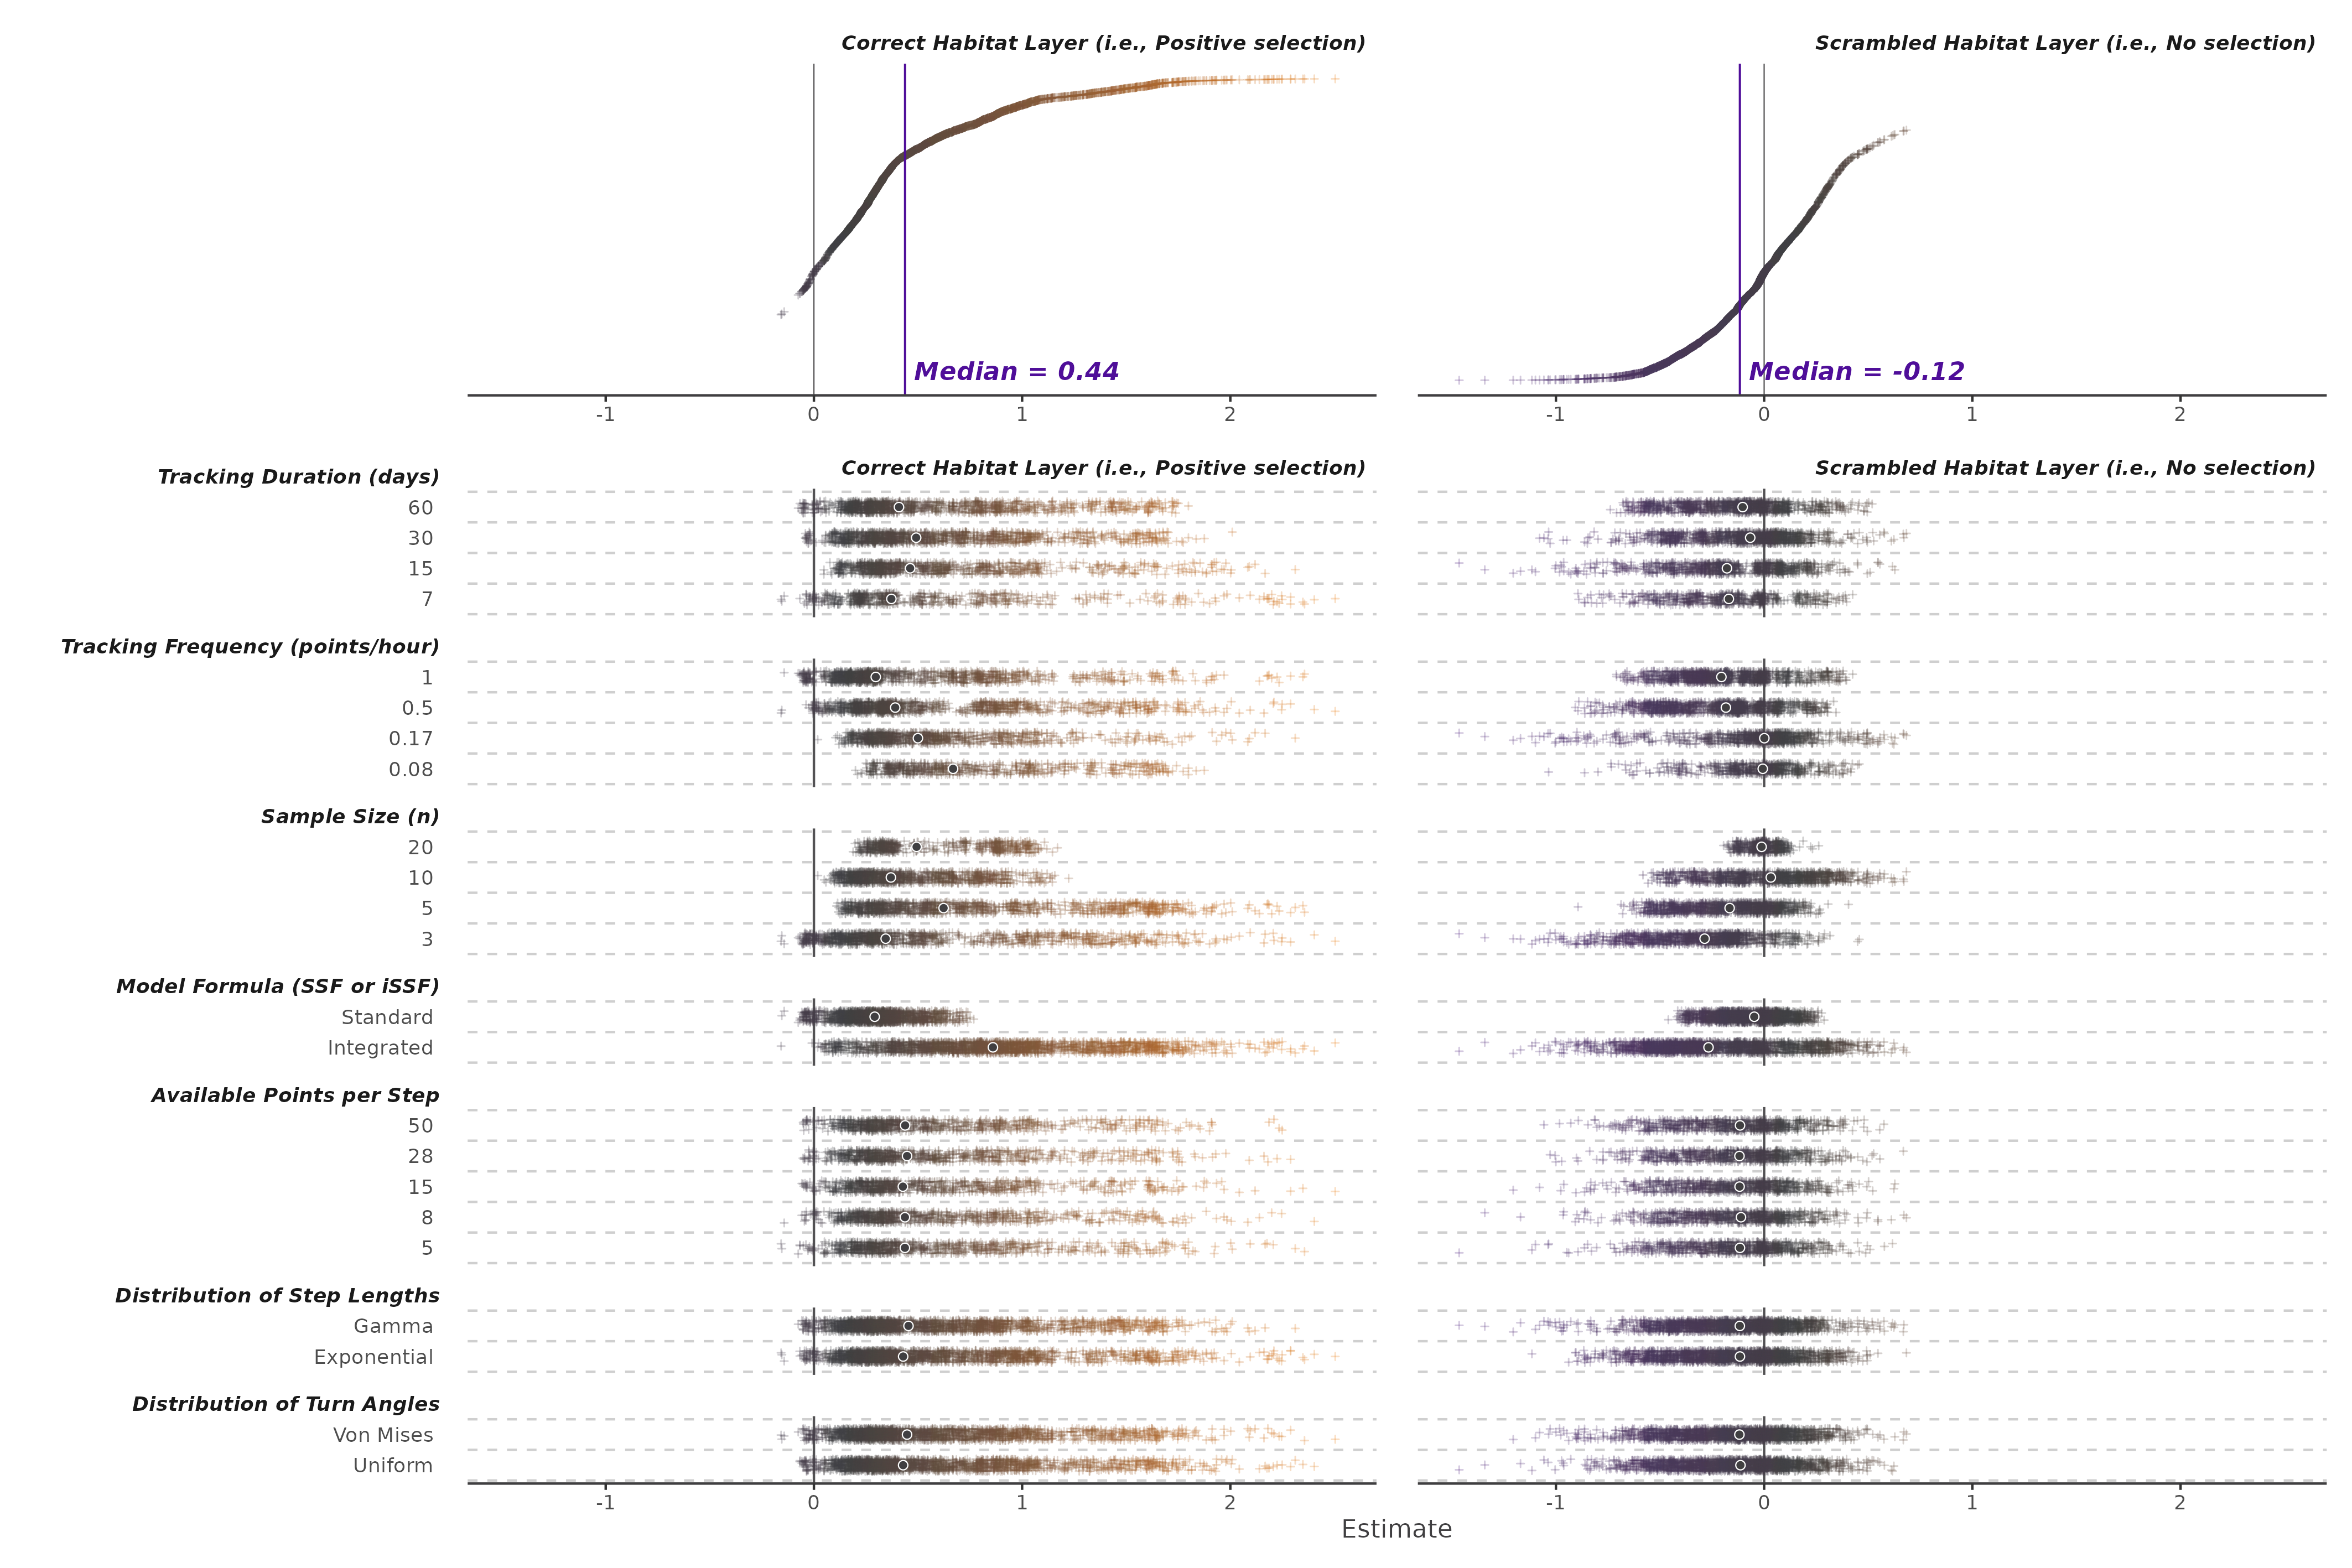 Correct Habitat Layer (i.e., Positive selection)
Scrambled Habitat Layer (i.e., No selection)
Median = 0.44
Median = -0.12
-1 0 1 2
-1 0 1 2
Correct Habitat Layer (i.e., Positive selection)
Scrambled Habitat Layer (i.e., No selection)
Tracking Duration (days)
60
30
15
7
Tracking Frequency (points/hour)
1
0.5
0.17
0.08
Sample Size (n)
20
10
5
3
Model Formula (SSF or iSSF)
Standard
Integrated
Available Points per Step
50
28
15
8
5
Distribution of Step Lengths
Gamma
Exponential
Distribution of Turn Angles
Von Mises
Uniform
-1 0 1 2
-1 0 1 2
Estimate